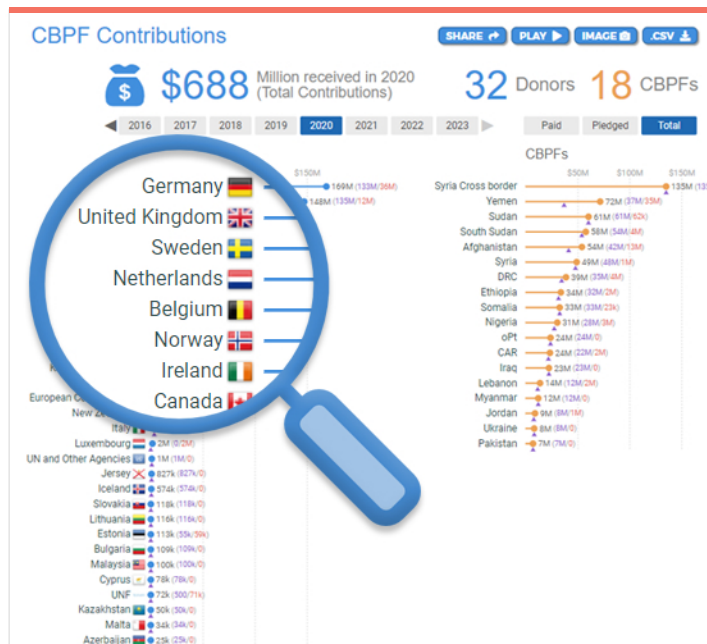 CBPF Contributions
SHARE PLAY IMAGE .CSV
$ $688 Million received in 2020 (Total Contributions) 32 Donors 18 CBPFs
2016 2017 2018 2019 2020 2021 2022 2023 Paid Pledged Total
CBPFs
$150M
Germany 169M (133M/36M)
United Kingdom 148M (135M/12M)
Sweden
Netherlands
Belgium
Norway
Ireland
Canada
European
New
Italy
Luxembourg 2M (0/2M)
UN and Other Agencies 1M (1M/0)
Jersey 827k (827k/0)
Iceland 574k (574k/0)
Slovakia 118k (118k/0)
Lithuania 116k (116k/0)
Estonia 113k (55k/59k)
Bulgaria 109k (109k/0)
Malaysia 100k (100k/0)
Cyprus 78k (78k/0)
UNF 72k (500/71k)
Kazakhstan 50k (50k/0)
Malta 34k (34k/0)
Azerbaijan 25k (25k/0)
$50M $100M $150M
Syria Cross border 135M
Yemen 72M (37M/35M)
Sudan 61M (61M/62k)
South Sudan 58M (54M/4M)
Afghanistan 54M (42M/13M)
Syria 49M (48M/1M)
DRC 39M (35M/4M)
Ethiopia 34M (32M/2M)
Somalia 33M (33M/23k)
Nigeria 31M (28M/3M)
oPt 24M (24M/0)
CAR 24M (22M/2M)
Iraq 23M (23M/0)
Lebanon 14M (12M/2M)
Myanmar 12M (12M/0)
Jordan 9M (8M/1M)
Ukraine 8M (8M/0)
Pakistan 7M (7M/0)